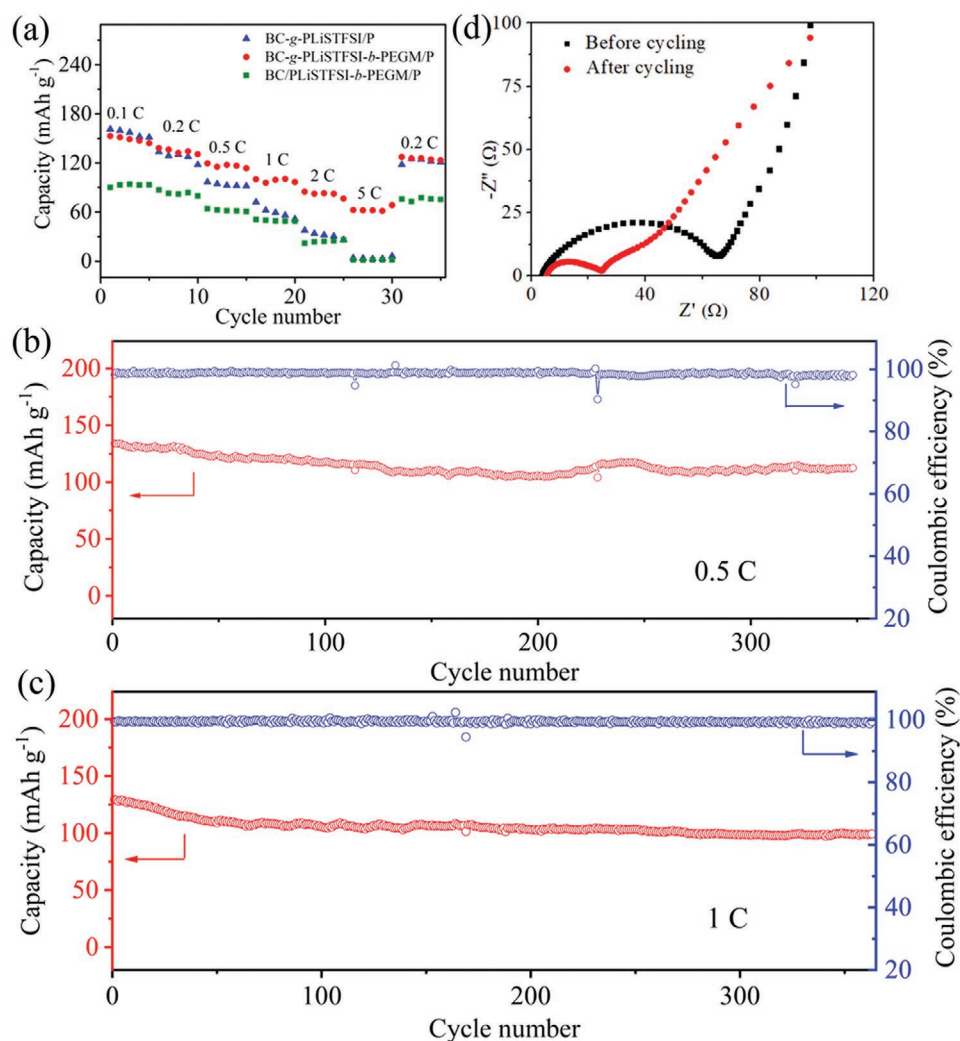 (a)
BC-g-PLiSTFSI/P
BC-g-PLiSTFSI-b-PEGM/P
BC/PLiSTFSI-b-PEGM/P
0.1 C
0.2 C
0.5 C
1 C
2 C
5 C
0.2 C
Capacity (mAh g⁻¹)
240
180
120
60
0
0
10
20
30
Cycle number
(d)
Before cycling
After cycling
-Z" (Ω)
100
75
50
25
0
0
40
80
120
Z' (Ω)
(b)
Capacity (mAh g⁻¹)
200
150
100
50
0
0.5 C
Coulombic efficiency (%)
100
80
60
40
20
0
100
200
300
Cycle number
(c)
Capacity (mAh g⁻¹)
200
150
100
50
0
1 C
Coulombic efficiency (%)
100
80
60
40
20
0
100
200
300
Cycle number